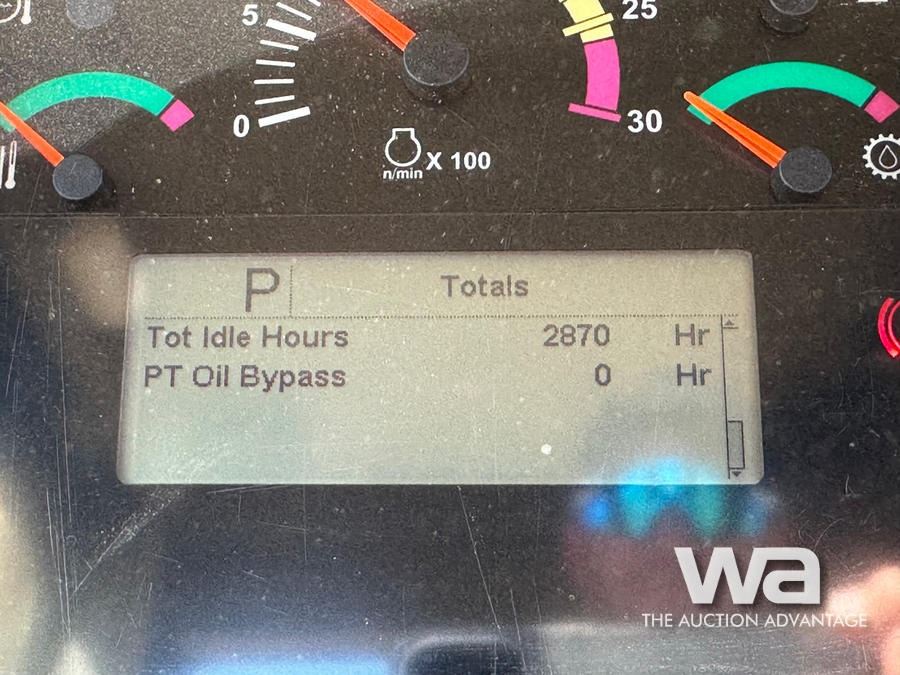 5
25
0
30
n/min X 100
P Totals
Tot Idle Hours 2870 Hr
PT Oil Bypass 0 Hr
wa
THE AUCTION ADVANTAGE